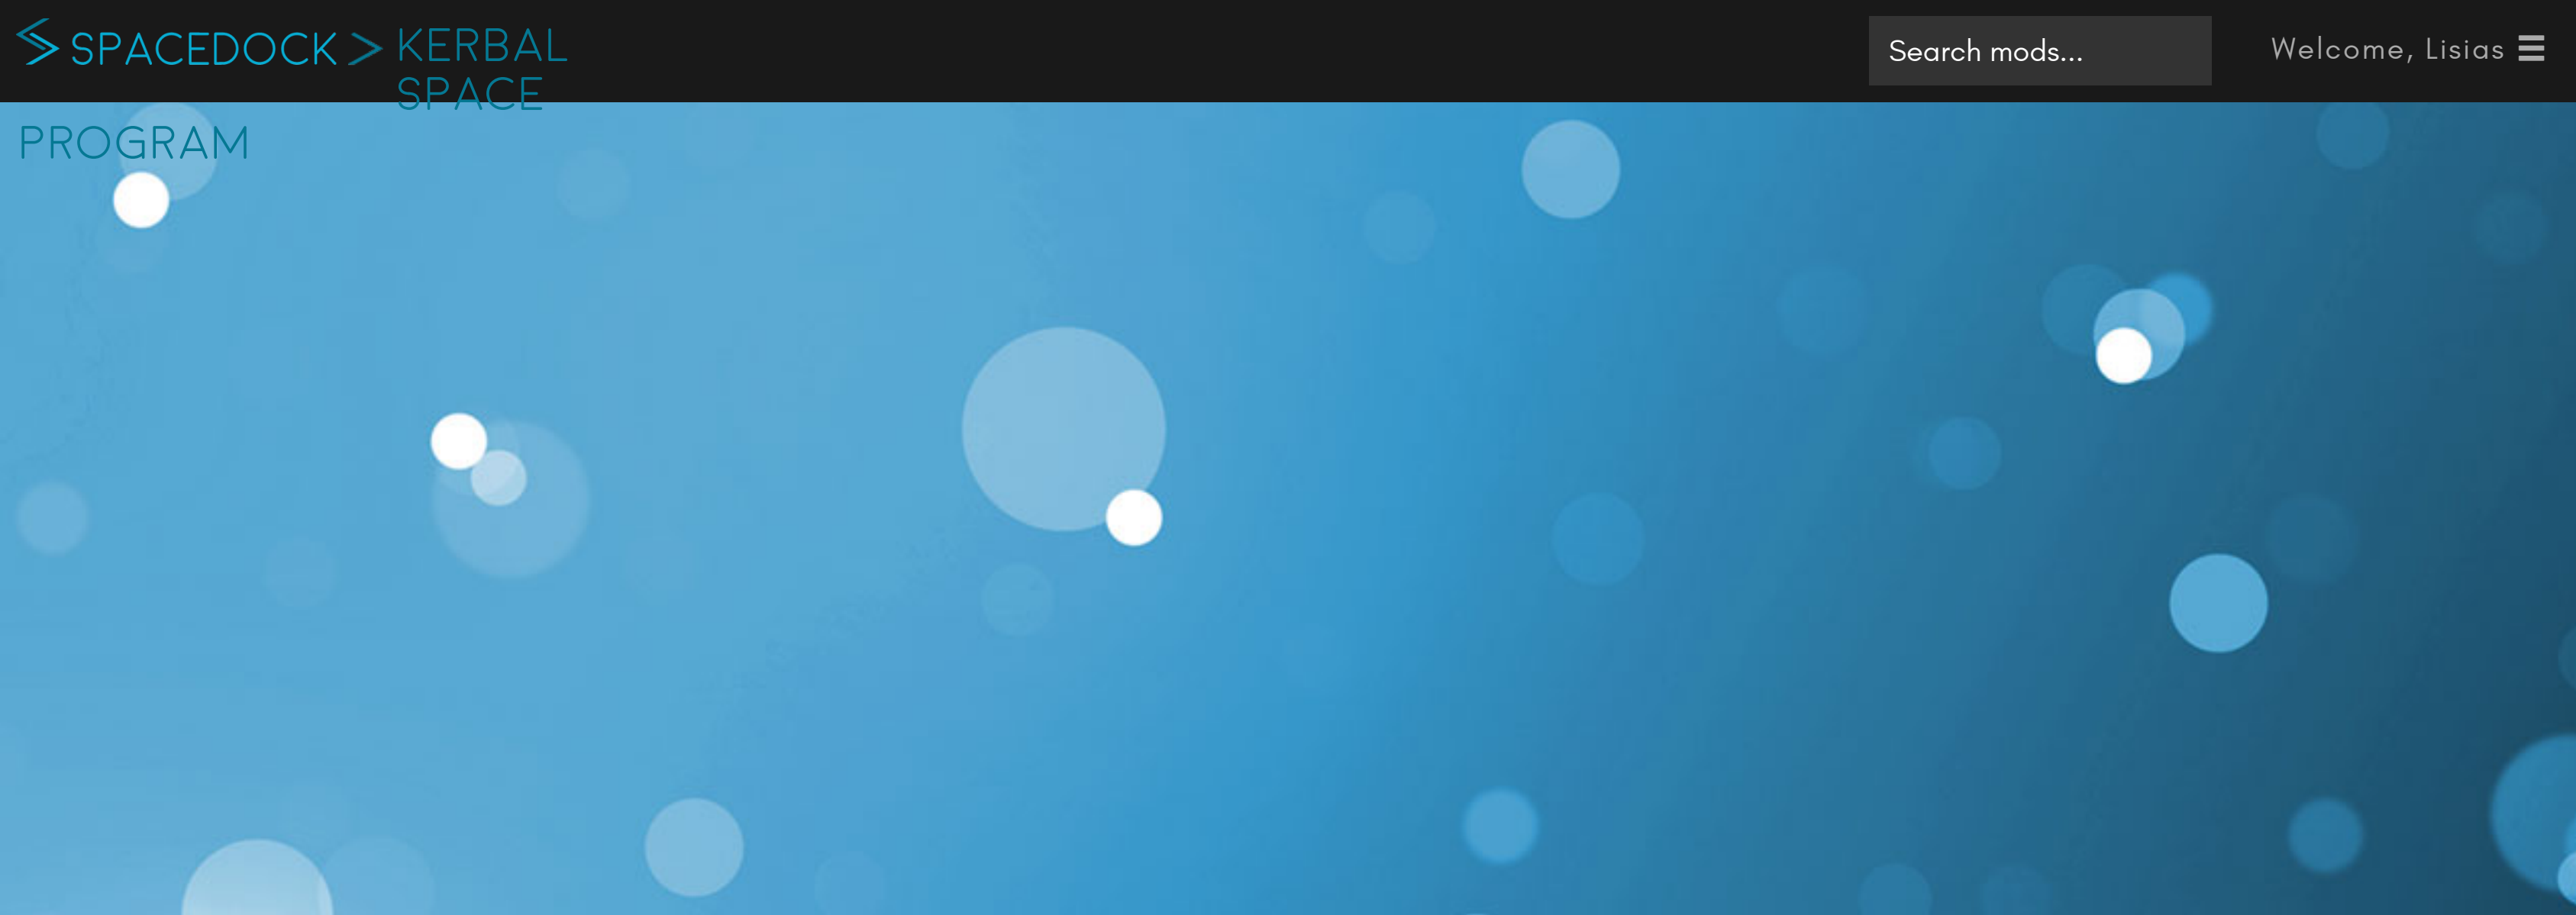 SPACEDOCK > KERBAL
SPACE
PROGRAM
Search mods...
Welcome, Lisias